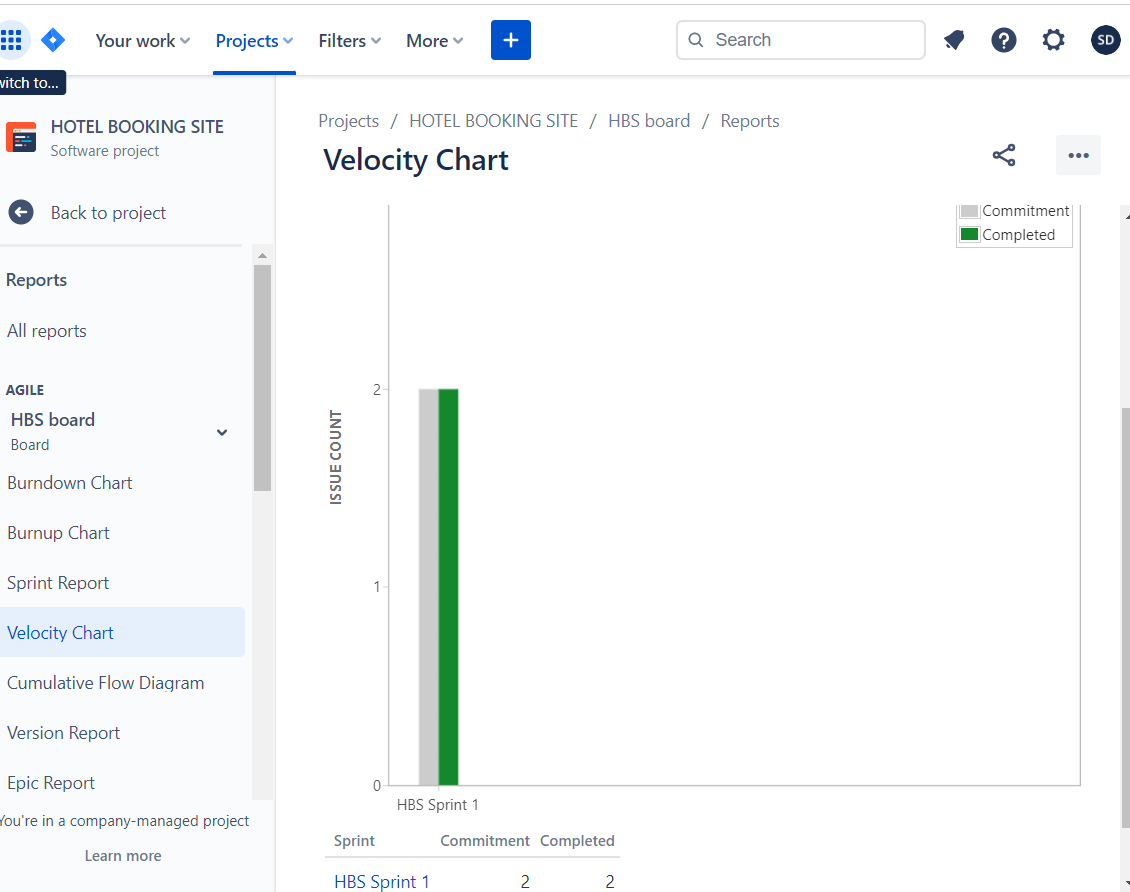 Your work Projects Filters More + Search ? SD
witch to...
HOTEL BOOKING SITE
Software project
Back to project
Reports
All reports
AGILE
HBS board
Board
Burndown Chart
Burnup Chart
Sprint Report
Velocity Chart
Cumulative Flow Diagram
Version Report
Epic Report
You're in a company-managed project
Learn more
Projects / HOTEL BOOKING SITE / HBS board / Reports
Velocity Chart
Commitment
Completed
ISSUE COUNT
2
1
0
HBS Sprint 1
Sprint Commitment Completed
HBS Sprint 1 2 2